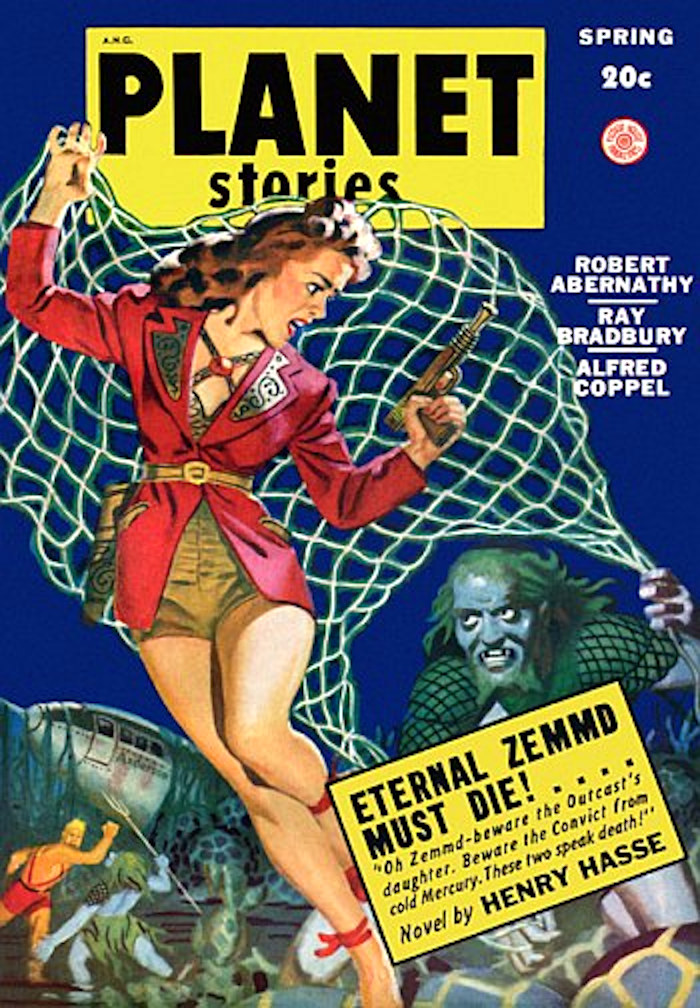 A.N.C.
PLANET
stories
SPRING
20c
ROBERT
ABERNATHY
RAY
BRADBURY
ALFRED
COPPEL
ETERNAL ZEMMD
MUST DIE! . . . .
"Oh Zemmd-beware the Outcast's
daughter. Beware the Convict from
cold Mercury. These two speak death!"
Novel by HENRY HASSE